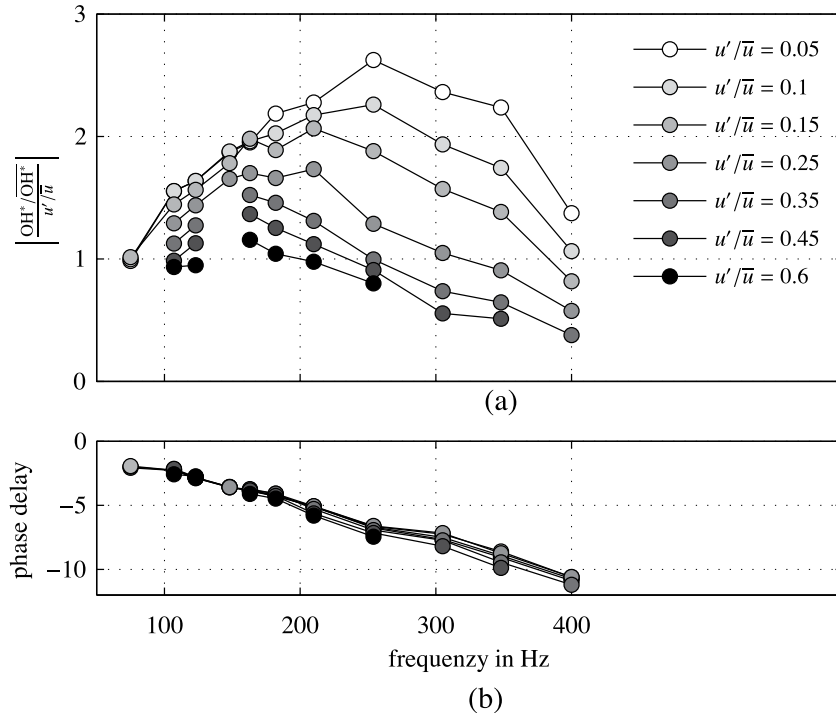 3
2
1
0
|OH*/O̅H̅*̅ / u′/u̅|
u′/u̅ = 0.05
u′/u̅ = 0.1
u′/u̅ = 0.15
u′/u̅ = 0.25
u′/u̅ = 0.35
u′/u̅ = 0.45
u′/u̅ = 0.6
(a)
0
−5
−10
phase delay
100 200 300 400
frequenzy in Hz
(b)